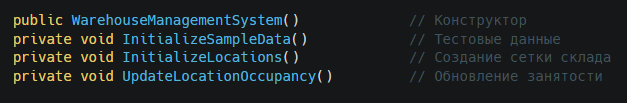 public WarehouseManagementSystem() // Конструктор
private void InitializeSampleData() // Тестовые данные
private void InitializeLocations() // Создание сетки склада
private void UpdateLocationOccupancy() // Обновление занятости